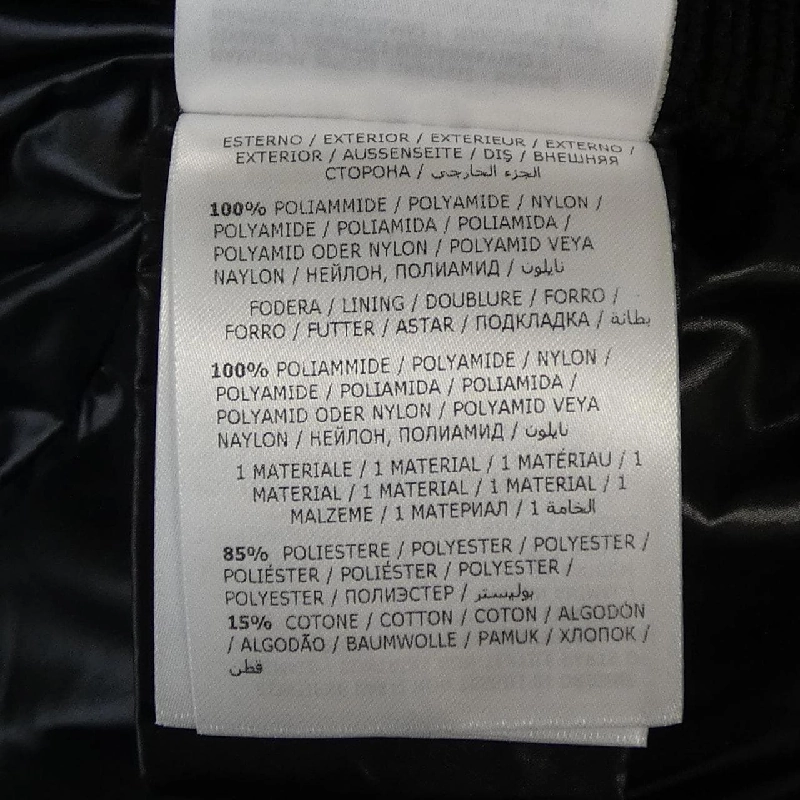 ESTERNO / EXTERIOR / EXTERIEUR / EXTERNO /
EXTERIOR / AUSSENSEITE / DIŞ / ВНЕШНЯЯ
СТОРОНА / الجزء الخارجي
100% POLIAMMIDE / POLYAMIDE / NYLON /
POLYAMIDE / POLIAMIDA / POLIAMIDA /
POLYAMID ODER NYLON / POLYAMID VEYA
NAYLON / НЕЙЛОН, ПОЛИАМИД / نايلون
FODERA / LINING / DOUBLURE / FORRO /
FORRO / FUTTER / ASTAR / ПОДКЛАДКА / بطانة
100% POLIAMMIDE / POLYAMIDE / NYLON /
POLYAMIDE / POLIAMIDA / POLIAMIDA /
POLYAMID ODER NYLON / POLYAMID VEYA
NAYLON / НЕЙЛОН, ПОЛИАМИД / نايلون
1 MATERIALE / 1 MATERIAL / 1 MATÉRIAU / 1
MATERIAL / 1 MATERIAL / 1 MATERIAL / 1
MALZEME / 1 МАТЕРИАЛ / 1 الخامة
85% POLIESTERE / POLYESTER / POLYESTER /
POLIÉSTER / POLIÉSTER / POLYESTER /
POLYESTER / ПОЛИЭСТЕР / بوليستر
15% COTONE / COTTON / COTON / ALGODÓN
/ ALGODÃO / BAUMWOLLE / PAMUK / ХЛОПОК /
قطن